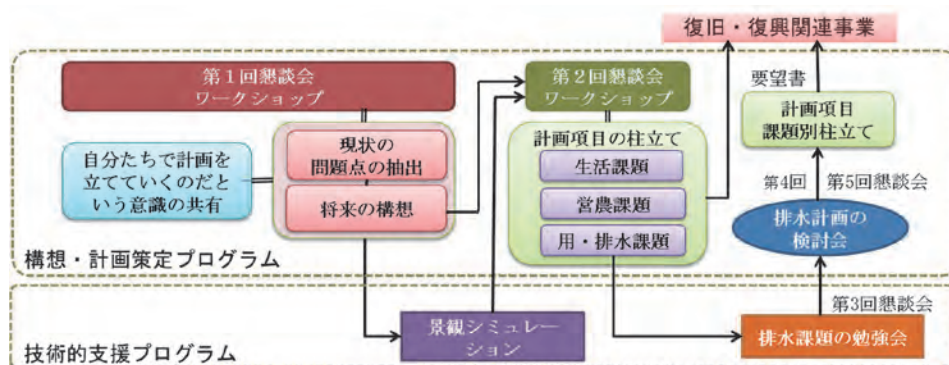 復旧・復興関連事業
第１回懇談会
ワークショップ
第２回懇談会
ワークショップ
要望書
計画項目
課題別柱立て
自分たちで計画を
立てていくのだと
いう意識の共有
現状の
問題点の抽出
将来の構想
計画項目の柱立て
生活課題
営農課題
用・排水課題
第4回
第5回懇談会
排水計画の
検討会
構想・計画策定プログラム
第3回懇談会
景観シミュレー
ション
排水課題の勉強会
技術的支援プログラム